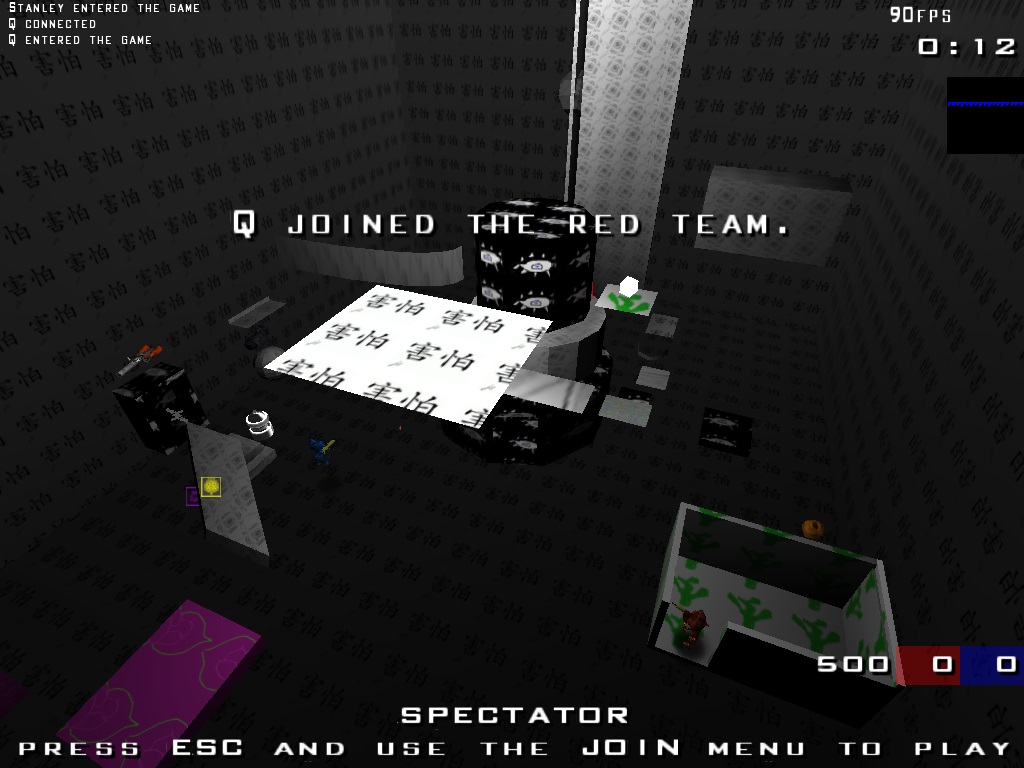 Stanley entered the game
Q connected
Q entered the game
90FPS
0:12
Q JOINED THE RED TEAM.
害怕 害怕 害
害怕 害怕
害怕 害怕 害
500 0 0
SPECTATOR
PRESS ESC AND USE THE JOIN MENU TO PLAY